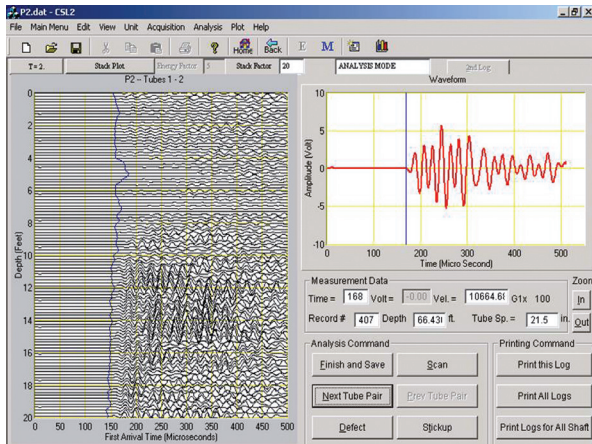 P2.dat - CSL2
File Main Menu Edit View Unit Acquisition Analysis Plot Help
Home Back E M
T= 2. Stack Plot Energy Factor 3 Stack Factor 20 ANALYSIS MODE 2nd Log
P2 -- Tubes 1 - 2
0
2
4
6
8
10
12
14
16
18
20
Depth (Feet)
0 50 100 150 200 250 300 350 400 450 500
First Arrival Time (Microseconds)
Waveform
10
5
0
-5
-10
Amplitude (Volt)
0 100 200 300 400 500
Time (Micro Second)
Measurement Data
Time = 168 Volt = -0.00 Vel. = 10664.68 G1x 100
Record # 407 Depth 66.43 ft. Tube Sp. = 21.5 in.
Zoom
In
Out
Analysis Command
Finish and Save Scan
Next Tube Pair Prev Tube Pair
Defect Stickup
Printing Command
Print this Log
Print All Logs
Print Logs for All Shaft